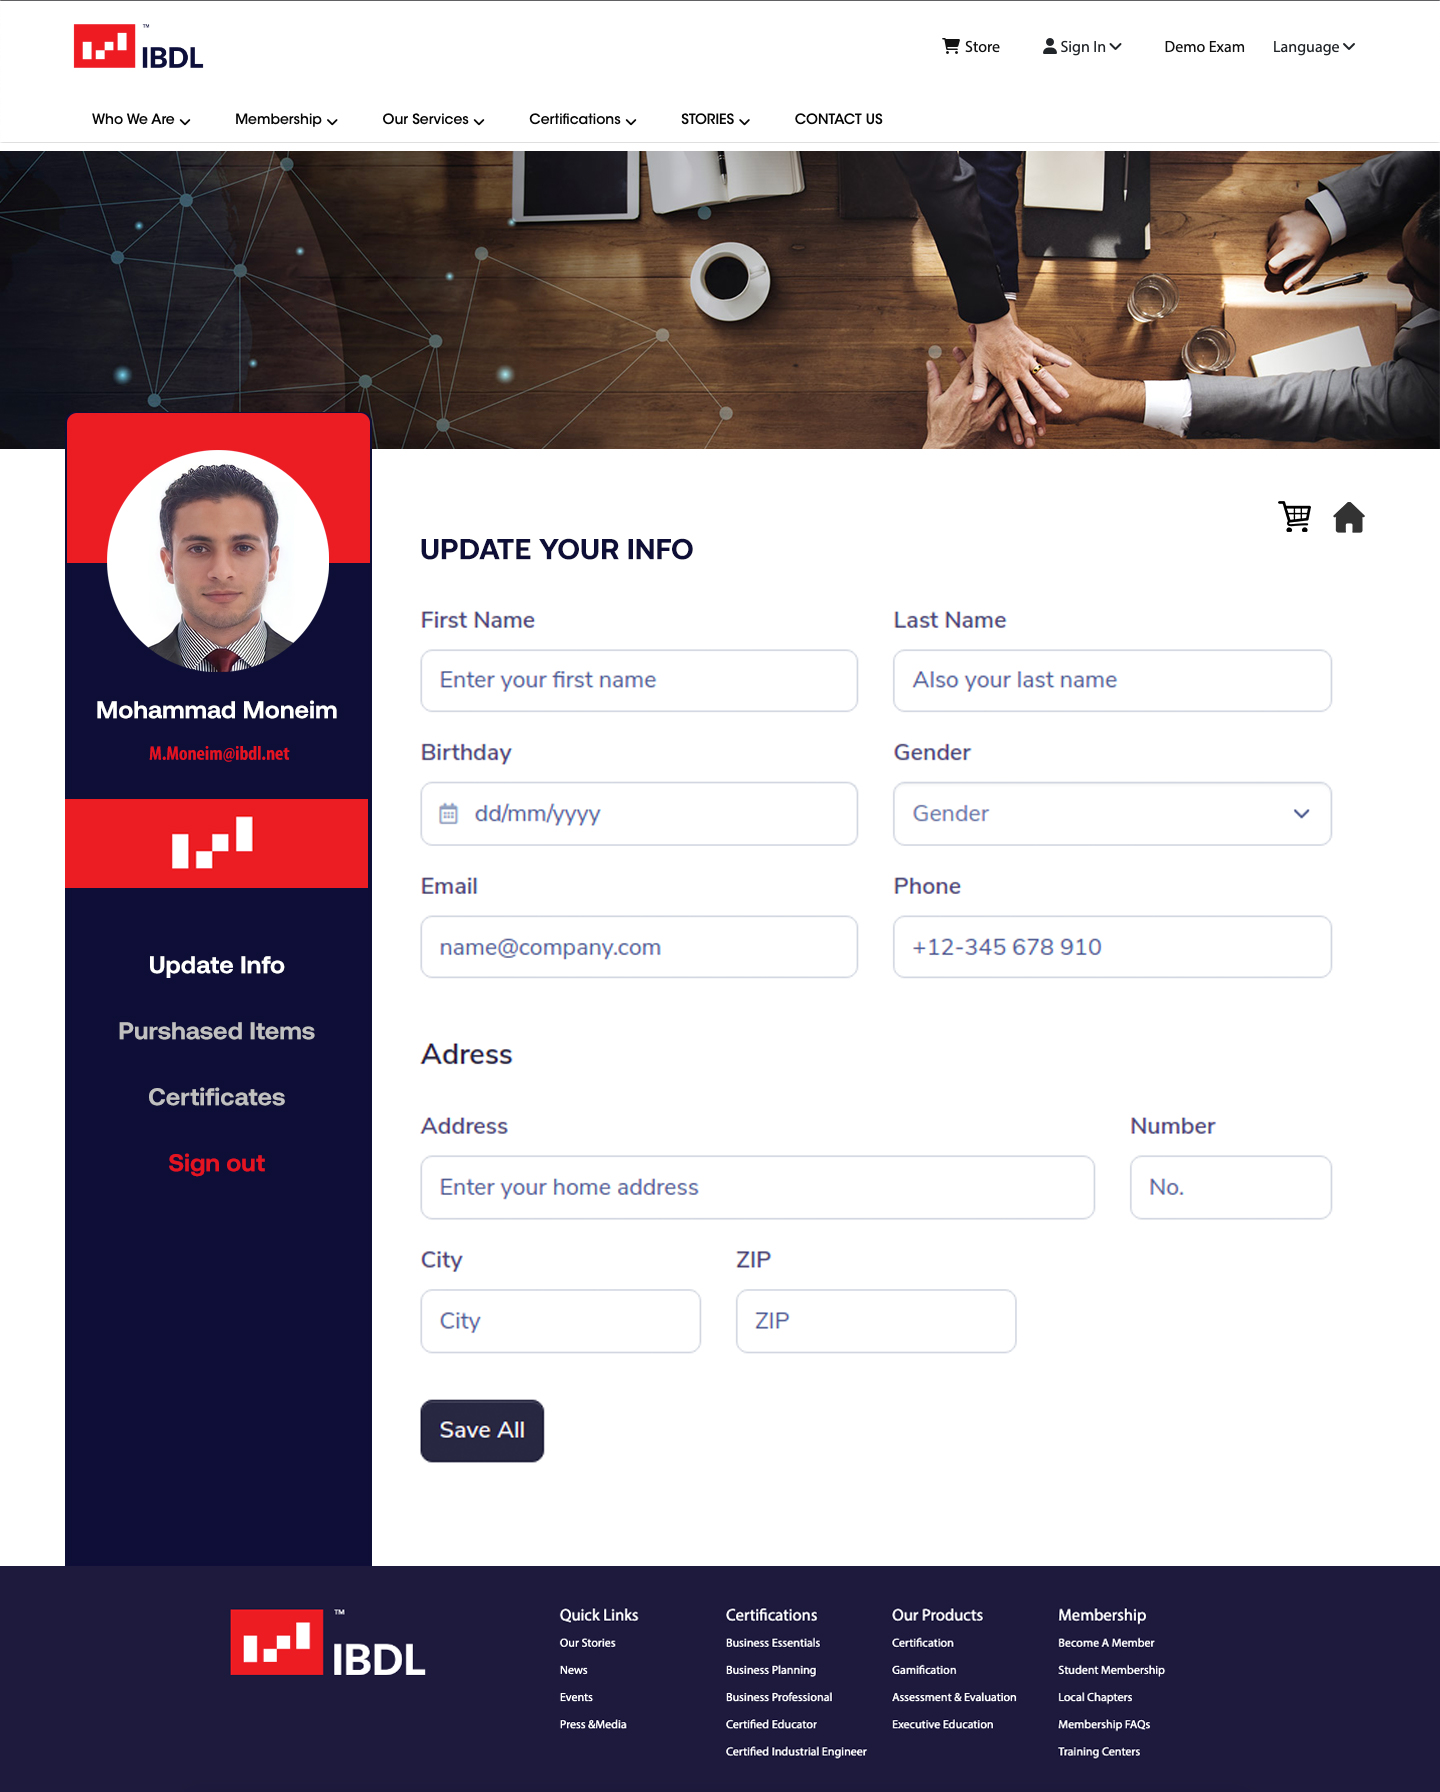 IBDL
™
Store
Sign In
Demo Exam
Language
Who We Are
Membership
Our Services
Certifications
STORIES
CONTACT US
Mohammad Moneim
M.Moneim@ibdl.net
Update Info
Purshased Items
Certificates
Sign out
UPDATE YOUR INFO
First Name
Last Name
Enter your first name
Also your last name
Birthday
Gender
dd/mm/yyyy
Gender
Email
Phone
name@company.com
+12-345 678 910
Adress
Address
Number
Enter your home address
No.
City
ZIP
City
ZIP
Save All
IBDL
™
Quick Links
Our Stories
News
Events
Press &Media
Certifications
Business Essentials
Business Planning
Business Professional
Certified Educator
Certified Industrial Engineer
Our Products
Certification
Gamification
Assessment & Evaluation
Executive Education
Membership
Become A Member
Student Membership
Local Chapters
Membership FAQs
Training Centers